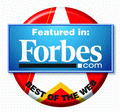 Featured in:
Forbes
.com
BEST OF THE WEB